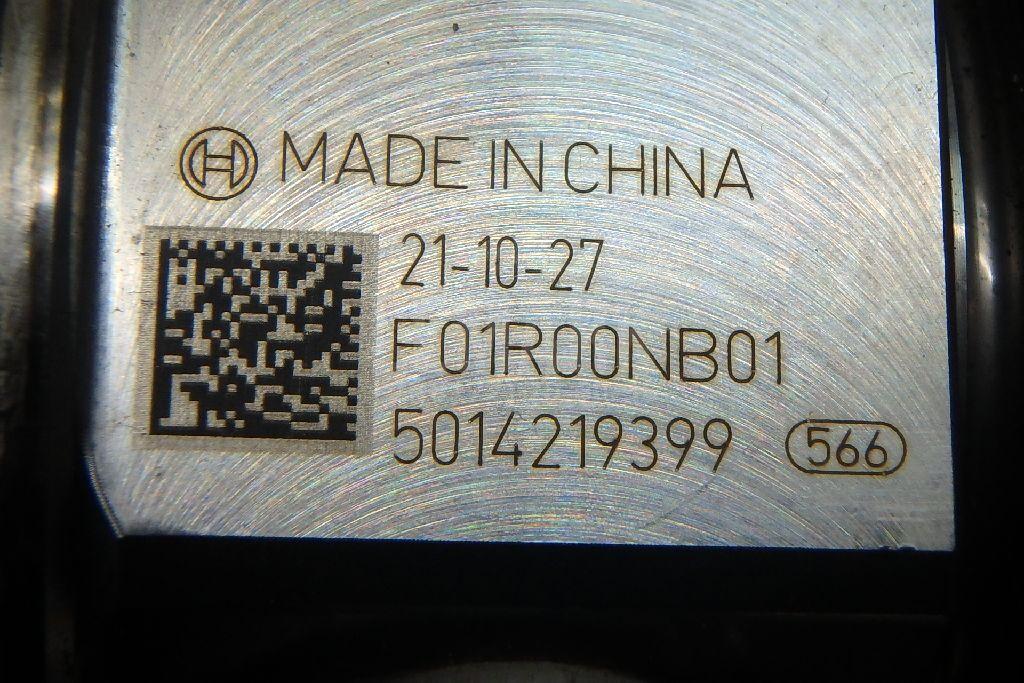 MADE IN CHINA
21-10-27
F01R00NB01
5014219399
566